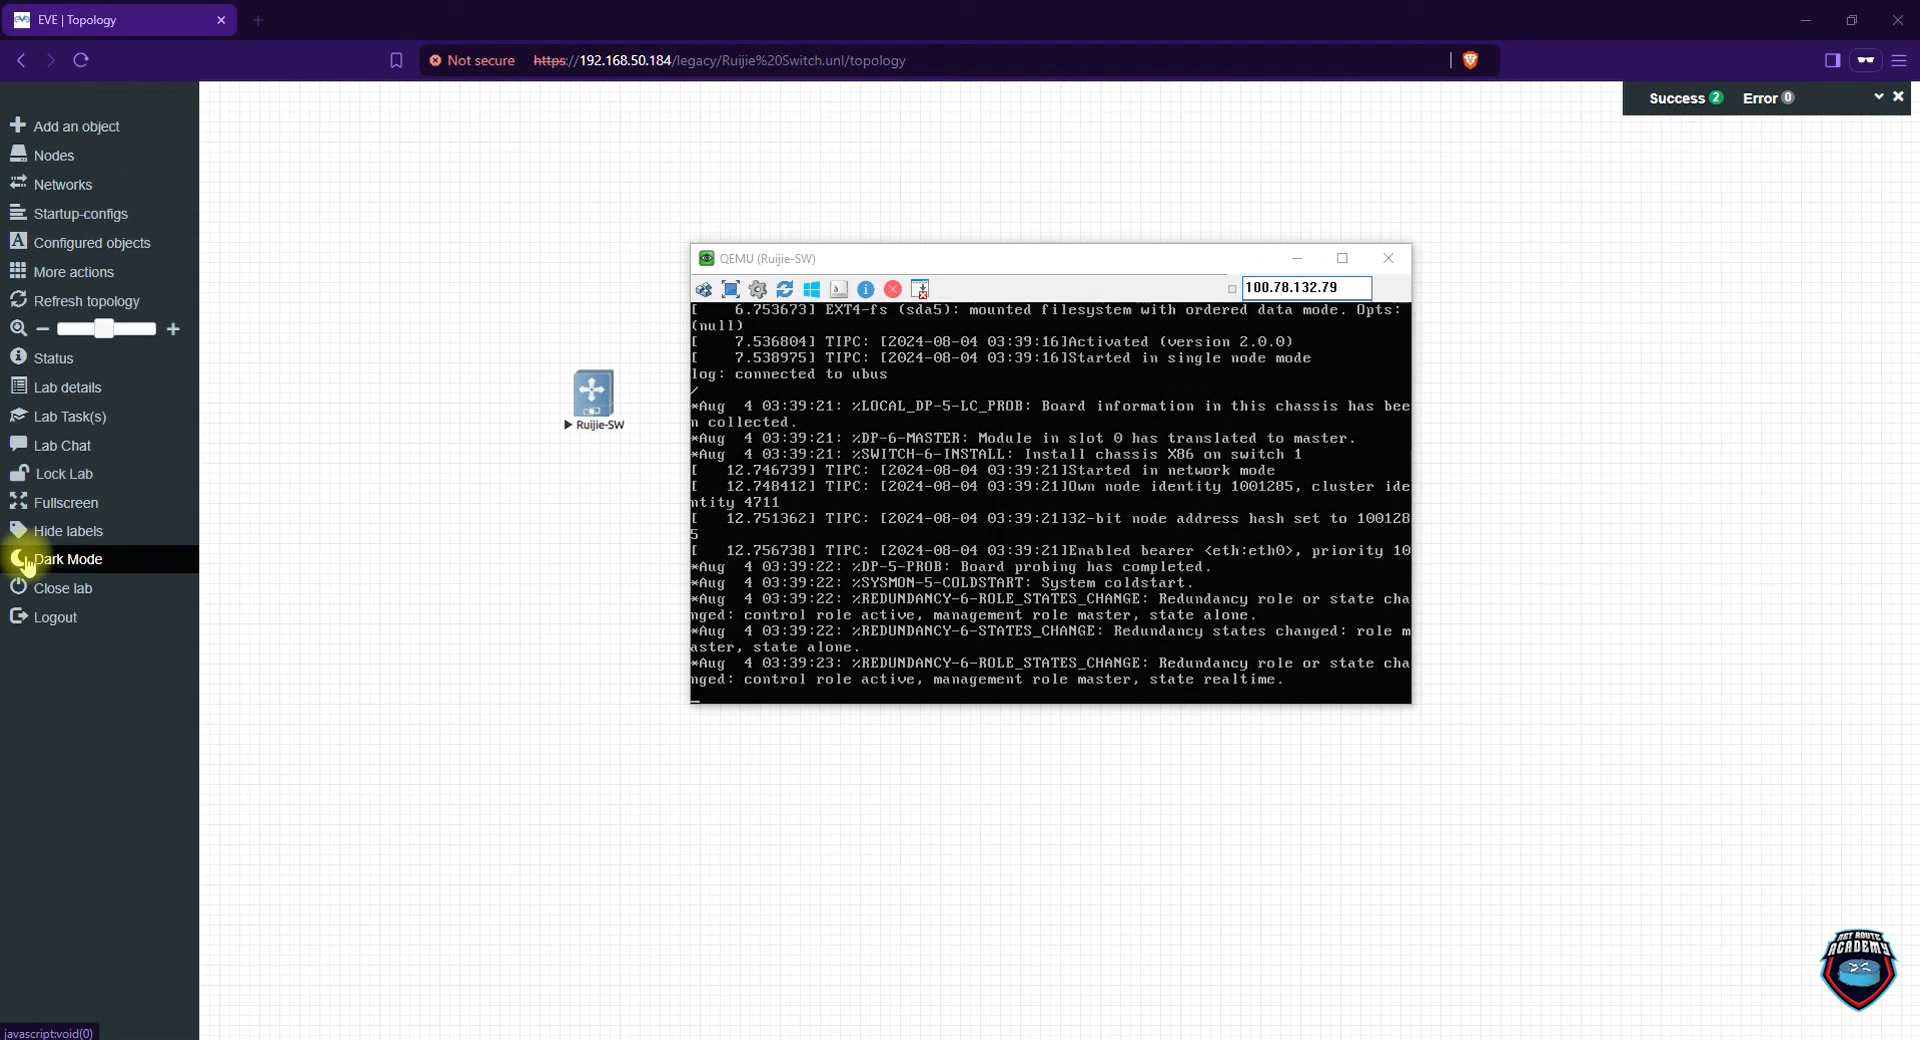 EVE | Topology
Not secure https://192.168.50.184/legacy/Ruijie%20Switch.unl/topology
Success 2 Error 0
Add an object
Nodes
Networks
Startup-configs
Configured objects
More actions
Refresh topology
Status
Lab details
Lab Task(s)
Lab Chat
Lock Lab
Fullscreen
Hide labels
Dark Mode
Close lab
Logout
Ruijie-SW
QEMU (Ruijie-SW)
100.78.132.79
[ 6.753673] EXT4-fs (sda5): mounted filesystem with ordered data mode. Opts:
(null)
[ 7.536804] TIPC: [2024-08-04 03:39:16]Activated (version 2.0.0)
[ 7.538975] TIPC: [2024-08-04 03:39:16]Started in single node mode
log: connected to ubus
/
*Aug 4 03:39:21: %LOCAL_DP-5-LC_PROB: Board information in this chassis has bee
n collected.
*Aug 4 03:39:21: %DP-6-MASTER: Module in slot 0 has translated to master.
*Aug 4 03:39:21: %SWITCH-6-INSTALL: Install chassis X86 on switch 1
[ 12.746739] TIPC: [2024-08-04 03:39:21]Started in network mode
[ 12.748412] TIPC: [2024-08-04 03:39:21]Own node identity 1001285, cluster ide
ntity 4711
[ 12.751362] TIPC: [2024-08-04 03:39:21]32-bit node address hash set to 100128
5
[ 12.756738] TIPC: [2024-08-04 03:39:21]Enabled bearer <eth:eth0>, priority 10
*Aug 4 03:39:22: %DP-5-PROB: Board probing has completed.
*Aug 4 03:39:22: %SYSMON-5-COLDSTART: System coldstart.
*Aug 4 03:39:22: %REDUNDANCY-6-ROLE_STATES_CHANGE: Redundancy role or state cha
nged: control role active, management role master, state alone.
*Aug 4 03:39:22: %REDUNDANCY-6-STATES_CHANGE: Redundancy states changed: role m
aster, state alone.
*Aug 4 03:39:23: %REDUNDANCY-6-ROLE_STATES_CHANGE: Redundancy role or state cha
nged: control role active, management role master, state realtime.
NET ROUTE
ACADEMY
javascript:void(0)